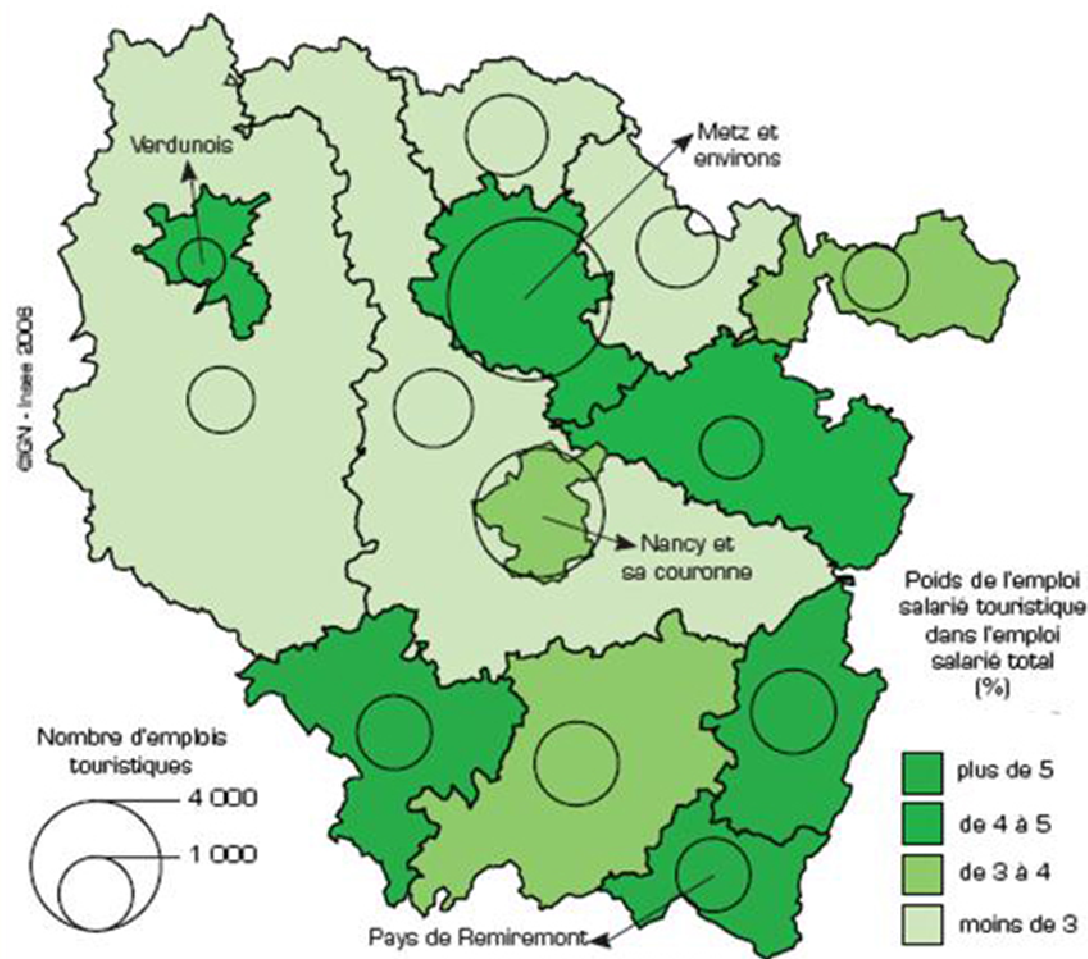 Verdunois
Metz et
environs
©IGN - Insee 2006
Nancy et
sa couronne
Poids de l'emploi
salarié touristique
dans l'emploi
salarié total
(%)
Nombre d'emplois
touristiques
4 000
1 000
plus de 5
de 4 à 5
de 3 à 4
moins de 3
Pays de Remiremont